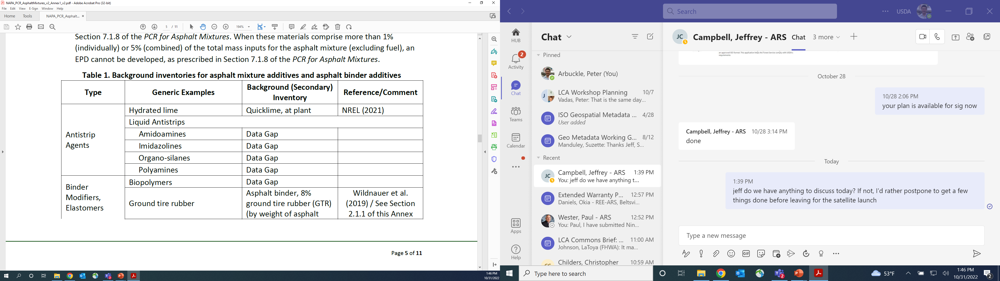 NAPA_PCR_AsphaltMixtures_v2_Annex1_v2.pdf - Adobe Acrobat Pro (32-bit)
File Edit View E-Sign Window Help
Home Tools NAPA_PCR_Asphalt... ×
5 / 11 194%
Section 7.1.8 of the PCR for Asphalt Mixtures. When these materials comprise more than 1%
(individually) or 5% (combined) of the total mass inputs for the asphalt mixture (excluding fuel), an
EPD cannot be developed, as prescribed in Section 7.1.8 of the PCR for Asphalt Mixtures.
Table 1. Background inventories for asphalt mixture additives and asphalt binder additives
Type Generic Examples Background (Secondary) Inventory Reference/Comment
Antistrip Agents
Hydrated lime Quicklime, at plant NREL (2021)
Liquid Antistrips
Amidoamines Data Gap
Imidazolines Data Gap
Organo-silanes Data Gap
Polyamines Data Gap
Binder
Modifiers,
Elastomers
Biopolymers Data Gap
Ground tire rubber
Asphalt binder, 8%
ground tire rubber (GTR)
(by weight of asphalt
Wildnauer et al.
(2019) / See Section
2.1.1 of this Annex
Page 5 of 11
1:46 PM
10/31/2022
Search
USDA
HUB
Activity
2
Chat
Teams
Calendar
Apps
Help
Chat
Pinned
Arbuckle, Peter (You)
LCA Workshop Planning 10/7
Vadas, Peter: That is the same day...
ISO Geospatial Metadata ... 4/28
User added
Geo Metadata Working G... 8/12
Manduley, Suzette: Thanks Jeff, S...
Recent
JC Campbell, Jeffrey - ARS 1:39 PM
You: jeff do we have anything t...
Extended Warranty P... 12:57 PM
Daniels, Okia - REE-ARS, Beltsvi...
Wester, Paul - ARS 12:52 PM
You: Paul, I have submitted Nin...
LCA Commons Brief: ... 11:00 AM
Johnson, LaToya (FHWA): It ma...
Childers, Christopher 10:59 AM
JC Campbell, Jeffrey - ARS Chat 3 more
an approved ISO format. This application helps the Forest Service comply with USDA's
requirements.
October 28
10/28 2:06 PM
your plan is available for sig now
Campbell, Jeffrey - ARS 10/28 3:14 PM
done
Today
1:39 PM
jeff do we have anything to discuss today? If not, I'd rather postpone to get a few
things done before leaving for the satellite launch
Type a new message
GIF
Type here to search
53°F
1:46 PM
10/31/2022
2